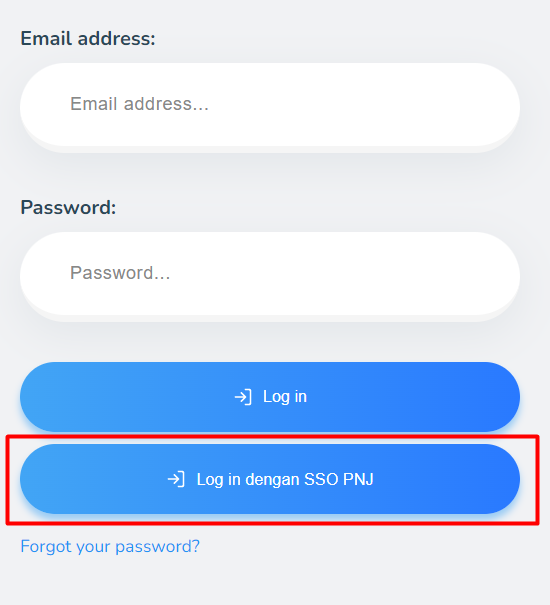 Email address:
Email address...
Password:
Password...
Log in
Log in dengan SSO PNJ
Forgot your password?